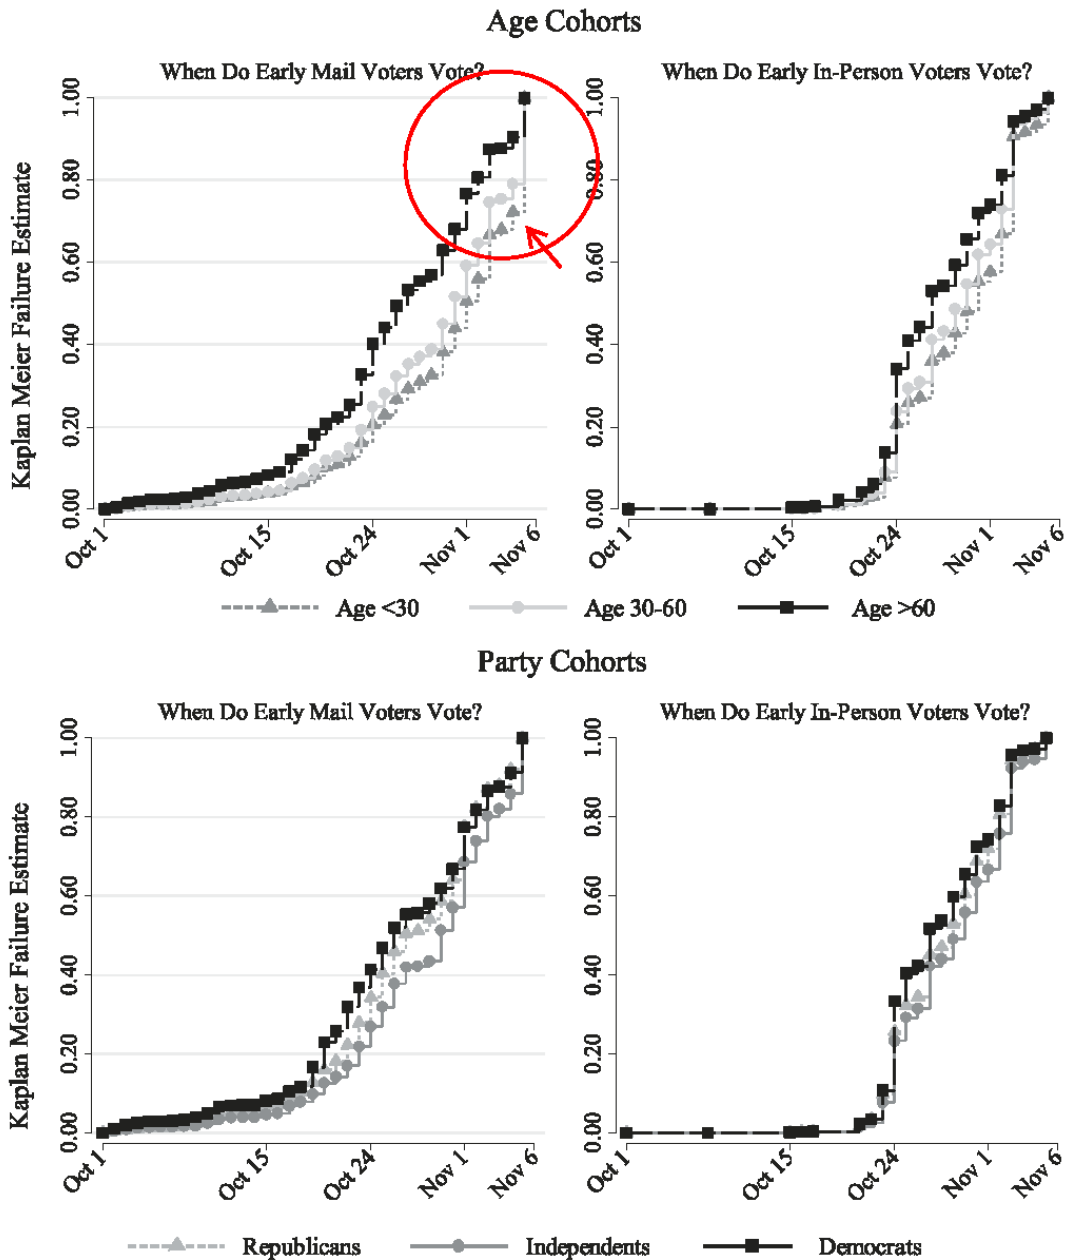 Age Cohorts
When Do Early Mail Voters Vote?
When Do Early In-Person Voters Vote?
Kaplan Meier Failure Estimate
1.00
0.80
0.60
0.40
0.20
0.00
Oct 1
Oct 15
Oct 24
Nov 1
Nov 6
1.00
0.80
0.60
0.40
0.20
0.00
Oct 1
Oct 15
Oct 24
Nov 1
Nov 6
Age <30
Age 30-60
Age >60
Party Cohorts
When Do Early Mail Voters Vote?
When Do Early In-Person Voters Vote?
Kaplan Meier Failure Estimate
1.00
0.80
0.60
0.40
0.20
0.00
Oct 1
Oct 15
Oct 24
Nov 1
Nov 6
1.00
0.80
0.60
0.40
0.20
0.00
Oct 1
Oct 15
Oct 24
Nov 1
Nov 6
Republicans
Independents
Democrats